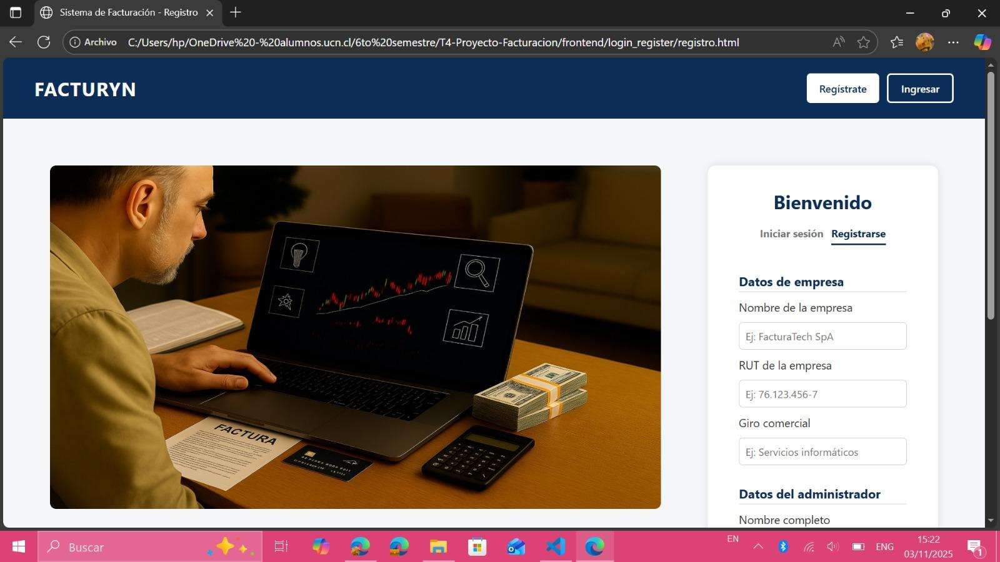 Sistema de Facturación - Registro
Archivo
C:/Users/hp/OneDrive%20-%20alumnos.ucn.cl/6to%20semestre/T4-Proyecto-Facturacion/frontend/login_register/registro.html
FACTURYN
Regístrate
Ingresar
FACTURA
Bienvenido
Iniciar sesión
Registrarse
Datos de empresa
Nombre de la empresa
Ej: FacturaTech SpA
RUT de la empresa
Ej: 76.123.456-7
Giro comercial
Ej: Servicios informáticos
Datos del administrador
Nombre completo
Buscar
EN
ENG
15:22
03/11/2025
1